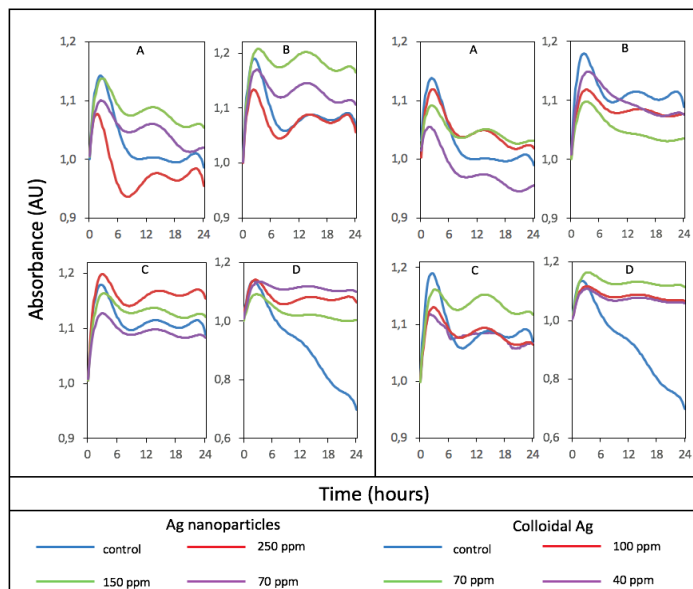 Absorbance (AU)
A
1,2
1,1
1,0
0,9
0 6 12 18 24
B
1,2
1,1
1,0
0,9
0 6 12 18 24
A
1,2
1,1
1,0
0,9
0 6 12 18 24
B
1,2
1,1
1,0
0,9
0 6 12 18 24
C
1,2
1,1
1,0
0,9
0 6 12 18 24
D
1,2
1,0
0,8
0,6
0 6 12 18 24
C
1,2
1,1
1,0
0,9
0 6 12 18 24
D
1,2
1,0
0,8
0,6
0 6 12 18 24
Time (hours)
Ag nanoparticles
control 250 ppm
150 ppm 70 ppm
Colloidal Ag
control 100 ppm
70 ppm 40 ppm